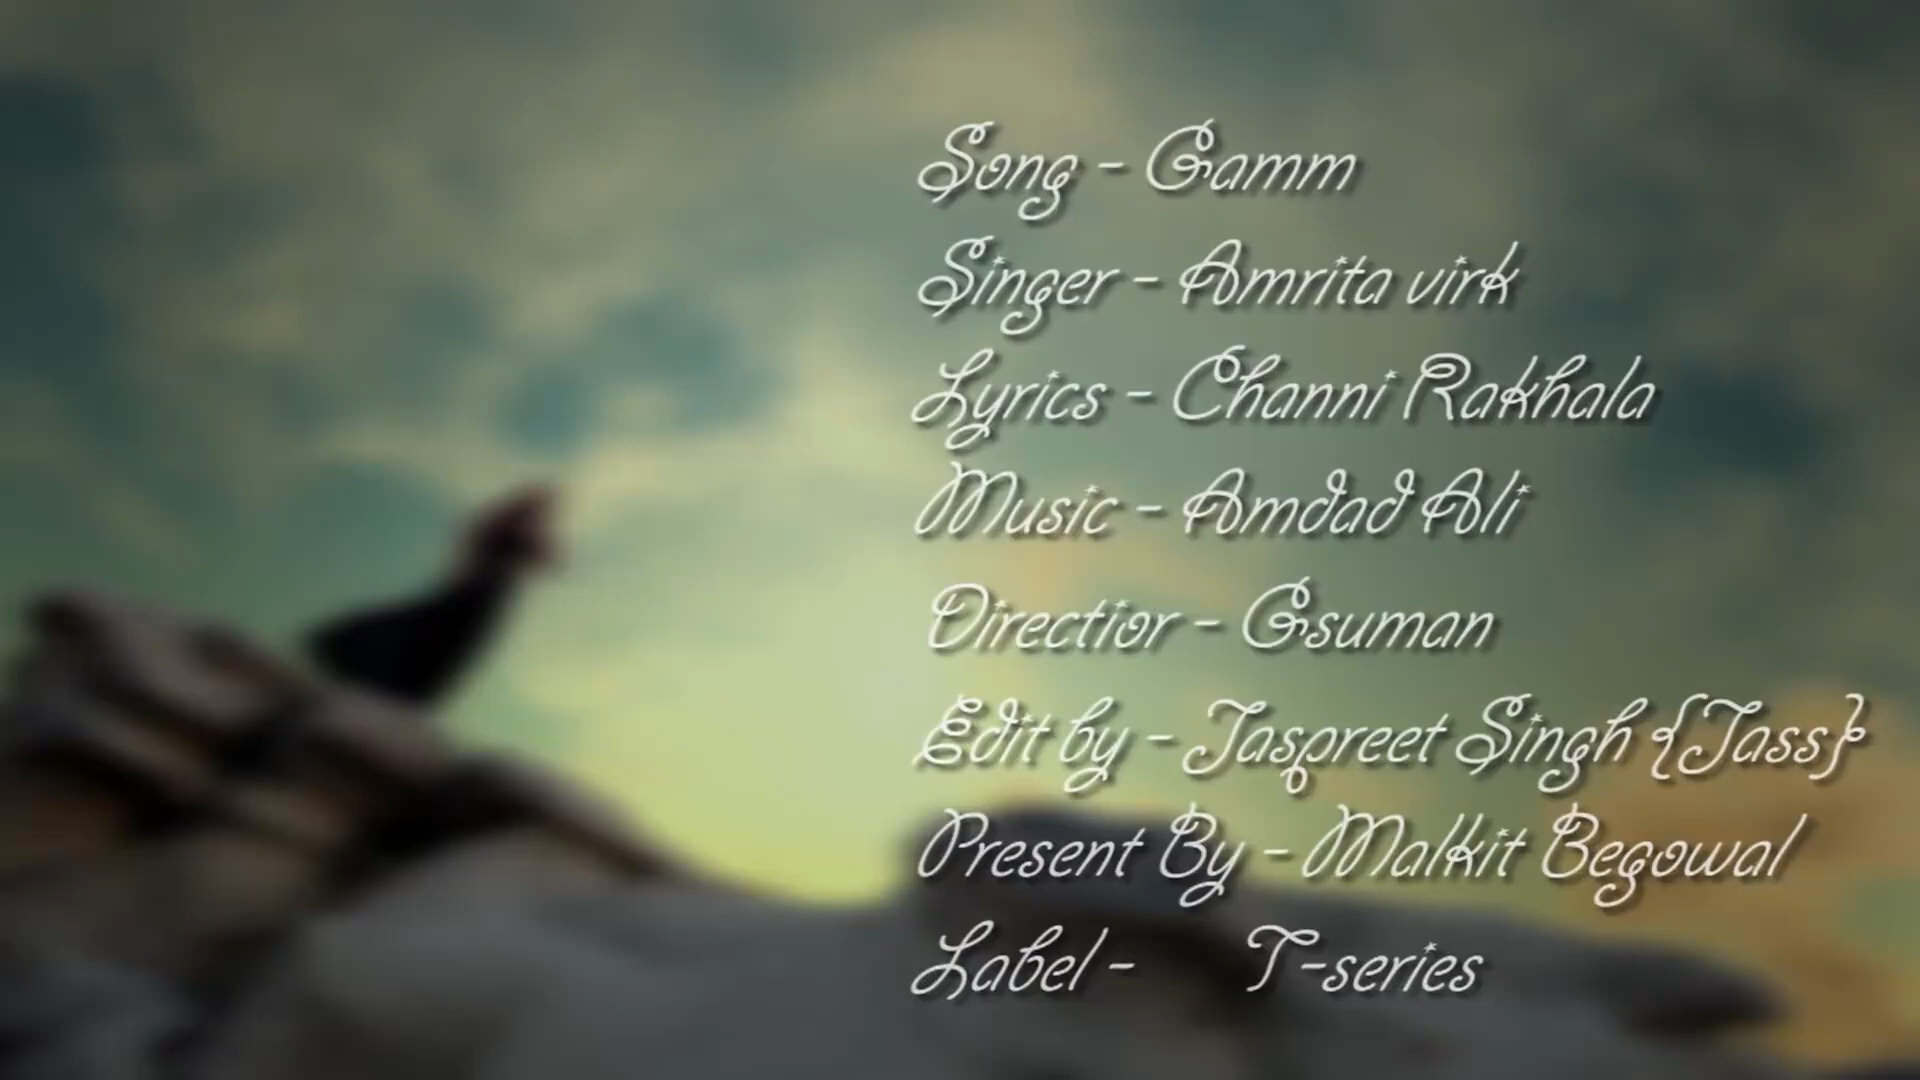 Song - Gamm
Singer - Amrita virk
Lyrics - Channi Rakhala
Music - Amdad Ali
Directior - Gsuman
Edit by - Jaspreet Singh {Jass}
Present By - Malkit Begowal
Label - T-series